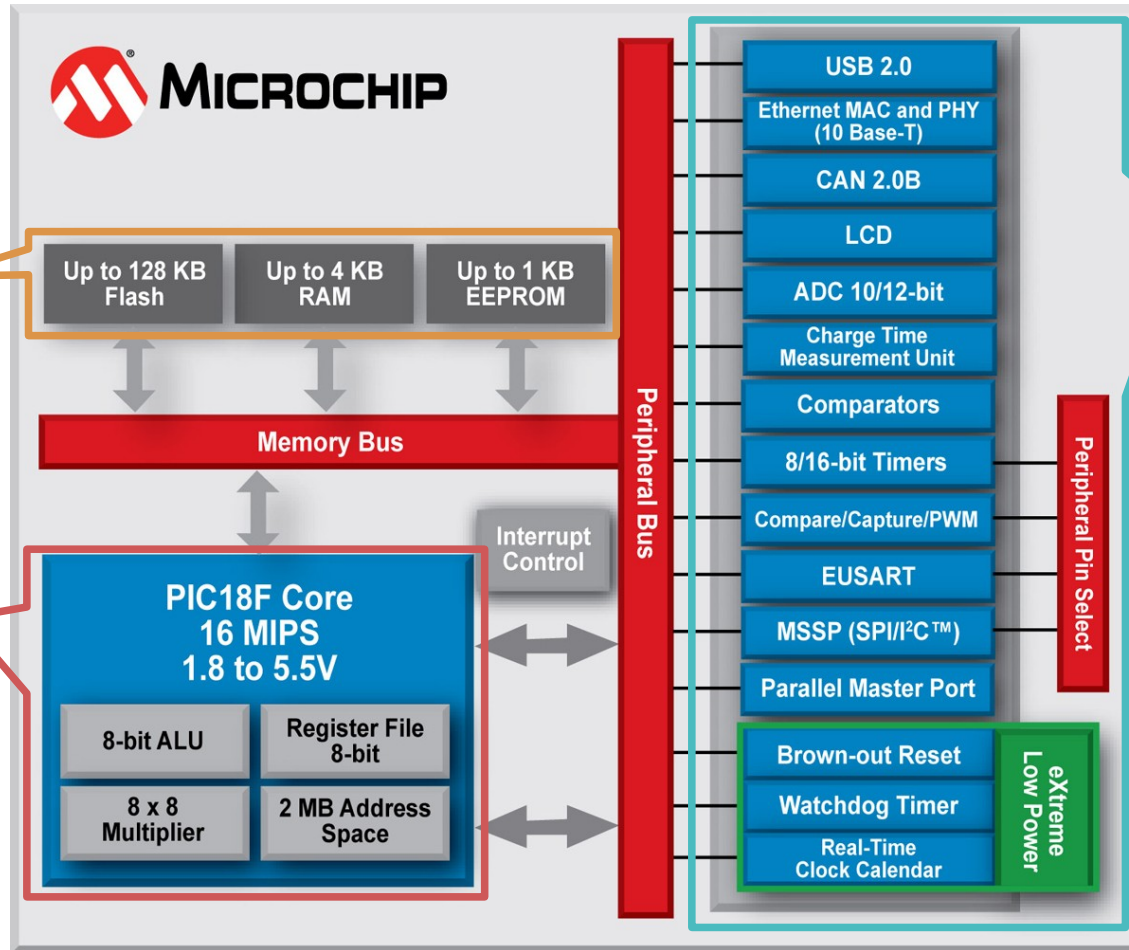 MICROCHIP
®
Up to 128 KB
Flash
Up to 4 KB
RAM
Up to 1 KB
EEPROM
Memory Bus
Interrupt
Control
PIC18F Core
16 MIPS
1.8 to 5.5V
8-bit ALU
Register File
8-bit
8 x 8
Multiplier
2 MB Address
Space
Peripheral Bus
USB 2.0
Ethernet MAC and PHY
(10 Base-T)
CAN 2.0B
LCD
ADC 10/12-bit
Charge Time
Measurement Unit
Comparators
8/16-bit Timers
Compare/Capture/PWM
EUSART
MSSP (SPI/I²C™)
Parallel Master Port
Brown-out Reset
Watchdog Timer
Real-Time
Clock Calendar
Peripheral Pin Select
eXtreme
Low Power